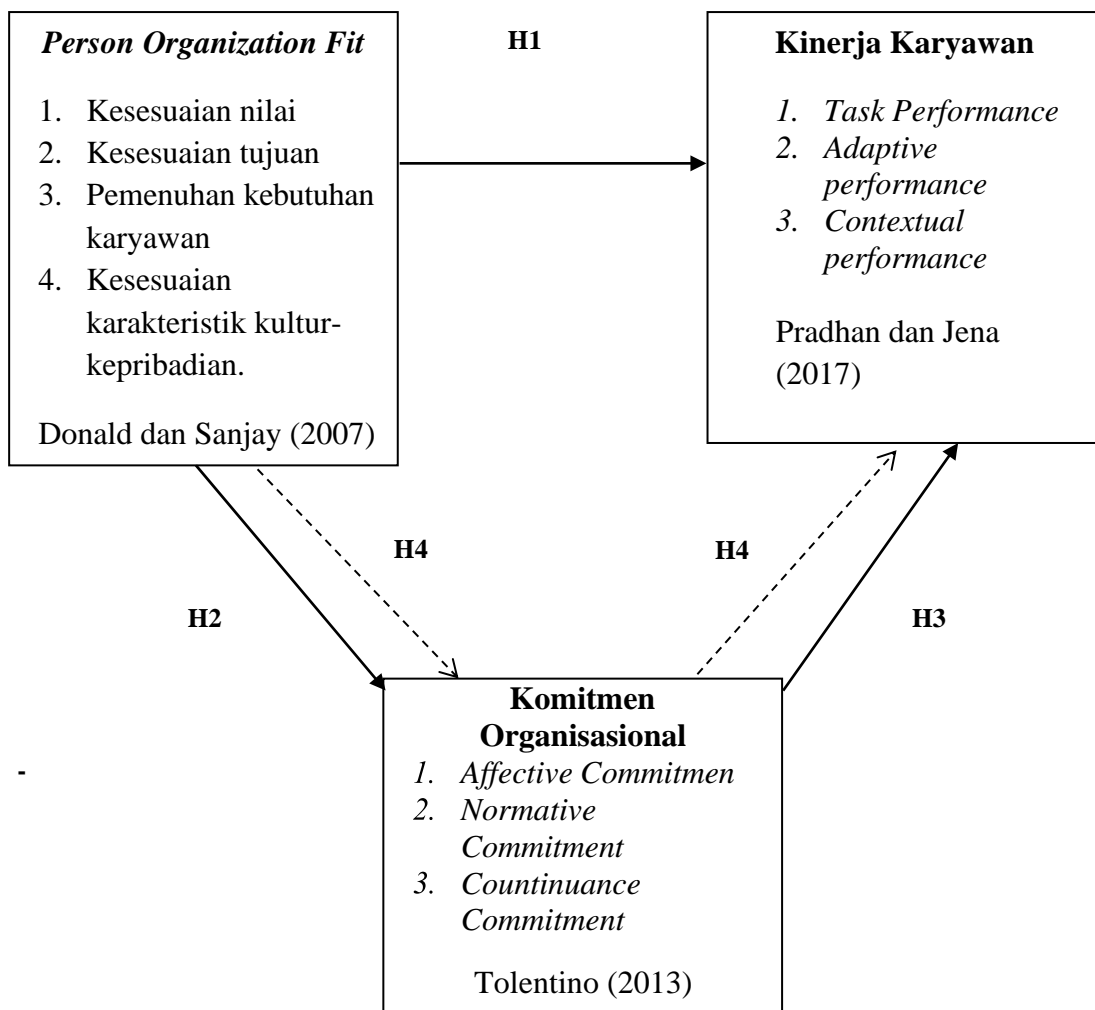 Person Organization Fit
1. Kesesuaian nilai
2. Kesesuaian tujuan
3. Pemenuhan kebutuhan
karyawan
4. Kesesuaian
karakteristik kultur-
kepribadian.
Donald dan Sanjay (2007)
H1
Kinerja Karyawan
1. Task Performance
2. Adaptive
performance
3. Contextual
performance
Pradhan dan Jena
(2017)
H4
H4
H2
H3
Komitmen
Organisasional
1. Affective Commitmen
2. Normative
Commitment
3. Countinuance
Commitment
Tolentino (2013)
-